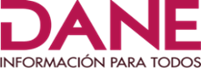 DANE
INFORMACIÓN PARA TODOS